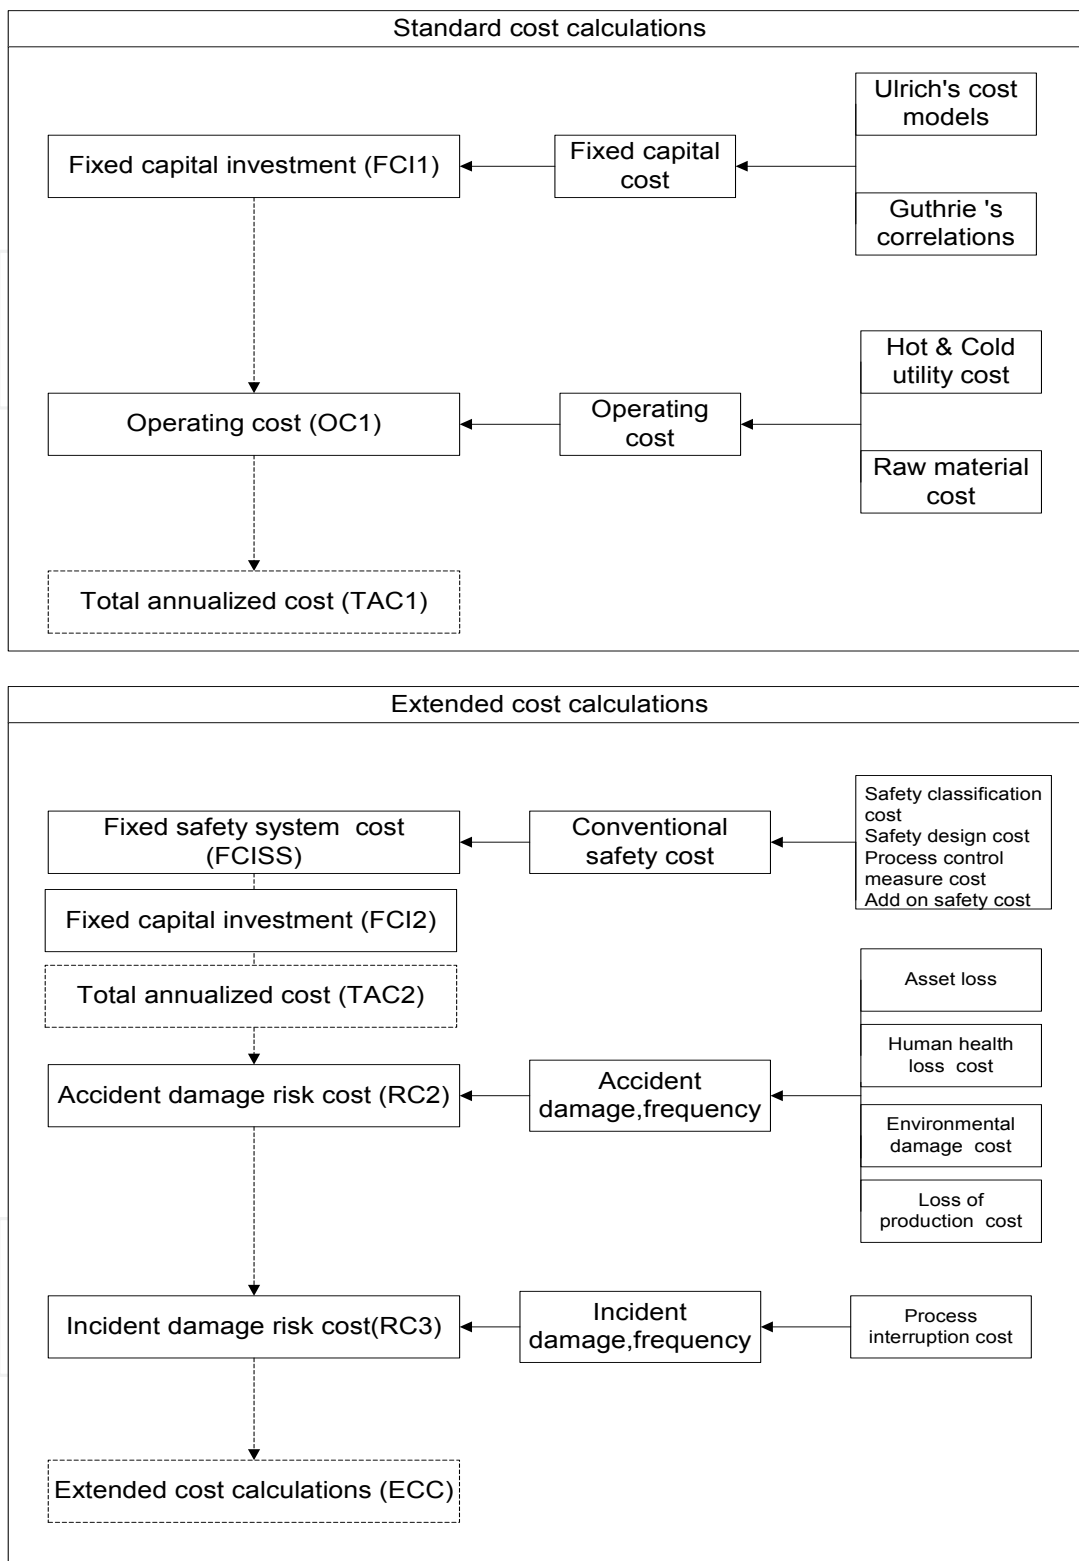 Standard cost calculations
Ulrich's cost
models
Fixed capital investment (FCI1)
Fixed capital
cost
Guthrie 's
correlations
Hot & Cold
utility cost
Operating cost (OC1)
Operating
cost
Raw material
cost
Total annualized cost (TAC1)
Extended cost calculations
Fixed safety system  cost
(FCISS)
Conventional
safety cost
Safety classification
cost
Safety design cost
Process control
measure cost
Add on safety cost
Fixed capital investment (FCI2)
Total annualized cost (TAC2)
Asset loss
Human health
loss  cost
Accident damage risk cost (RC2)
Accident
damage,frequency
Environmental
damage  cost
Loss of
production  cost
Incident damage risk cost(RC3)
Incident
damage,frequency
Process
interruption cost
Extended cost calculations (ECC)